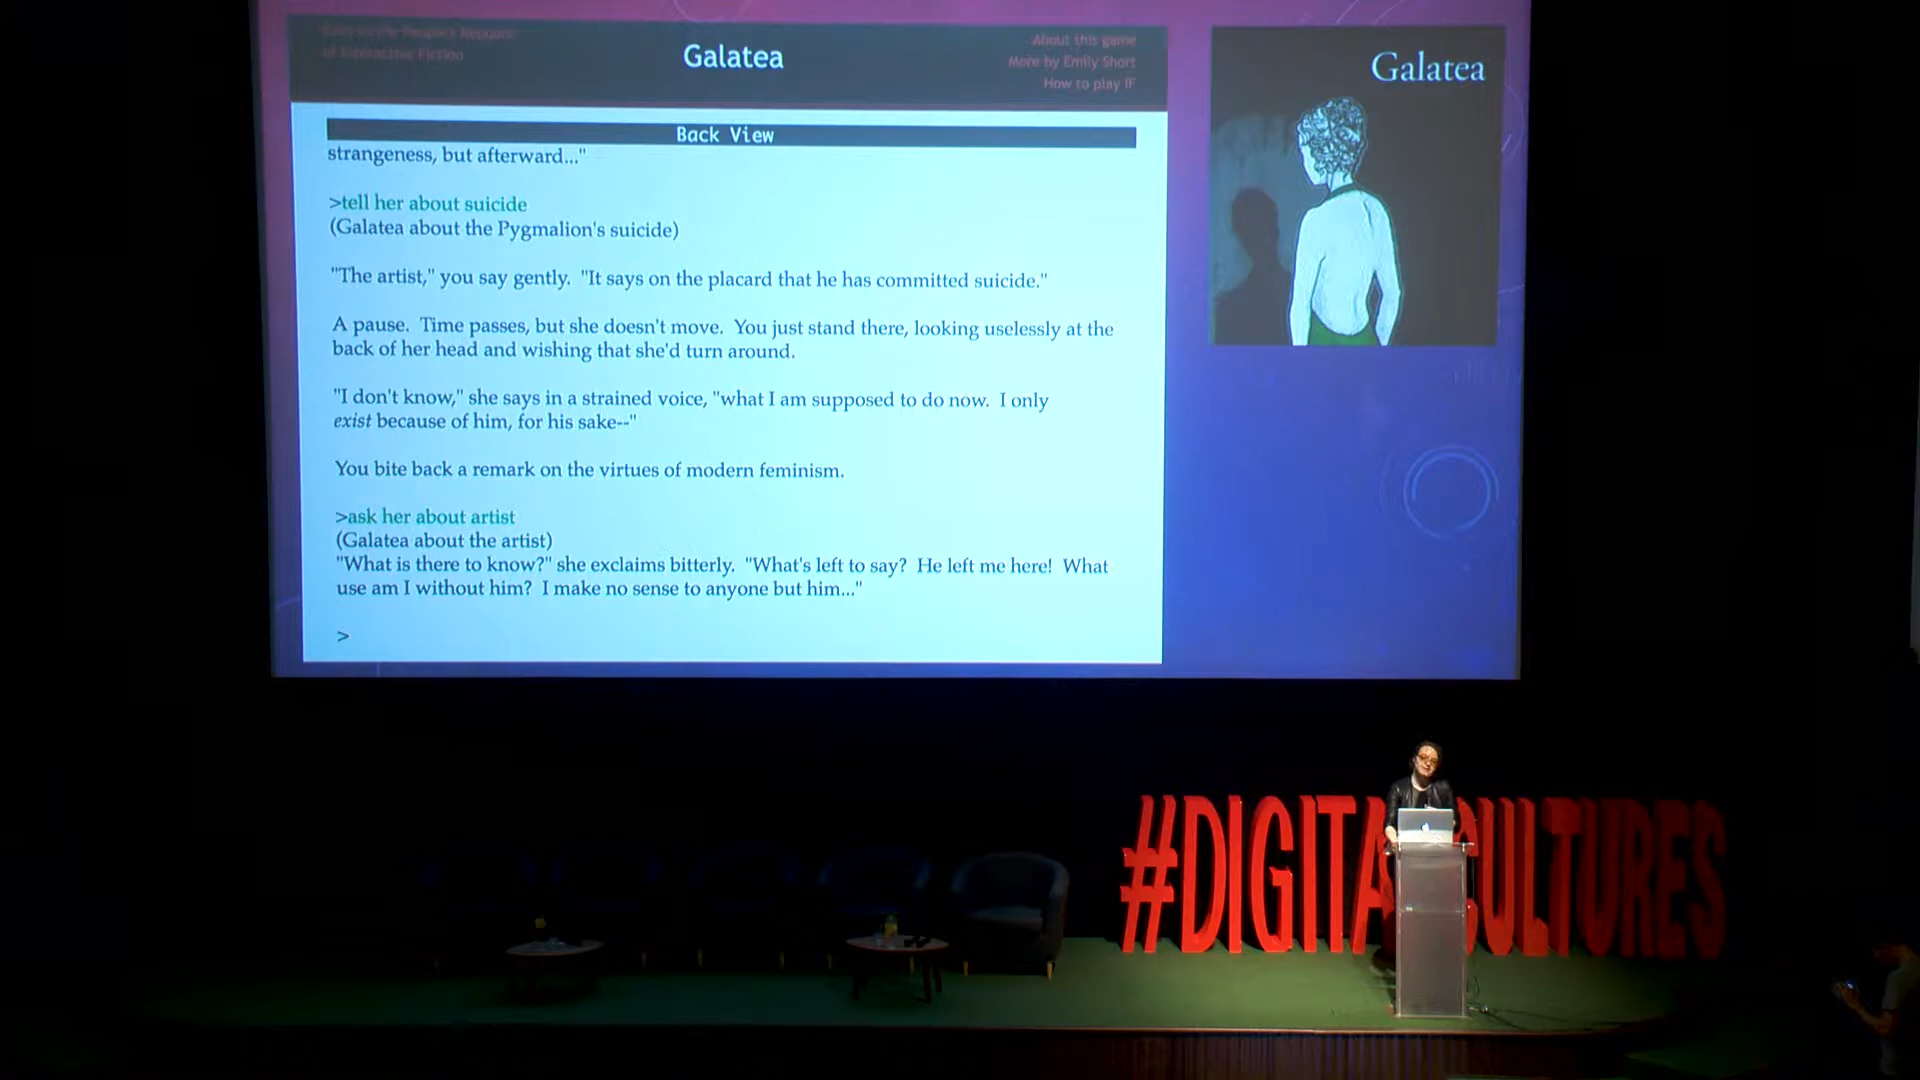 Galatea
About this game
More by Emily Short
How to play IF
Back View
strangeness, but afterward..."
>tell her about suicide
(Galatea about the Pygmalion's suicide)
"The artist," you say gently. "It says on the placard that he has committed suicide."
A pause. Time passes, but she doesn't move. You just stand there, looking uselessly at the
back of her head and wishing that she'd turn around.
"I don't know," she says in a strained voice, "what I am supposed to do now. I only
exist because of him, for his sake--"
You bite back a remark on the virtues of modern feminism.
>ask her about artist
(Galatea about the artist)
"What is there to know?" she exclaims bitterly. "What's left to say? He left me here! What
use am I without him? I make no sense to anyone but him..."
>
Galatea
#DIGITALCULTURES